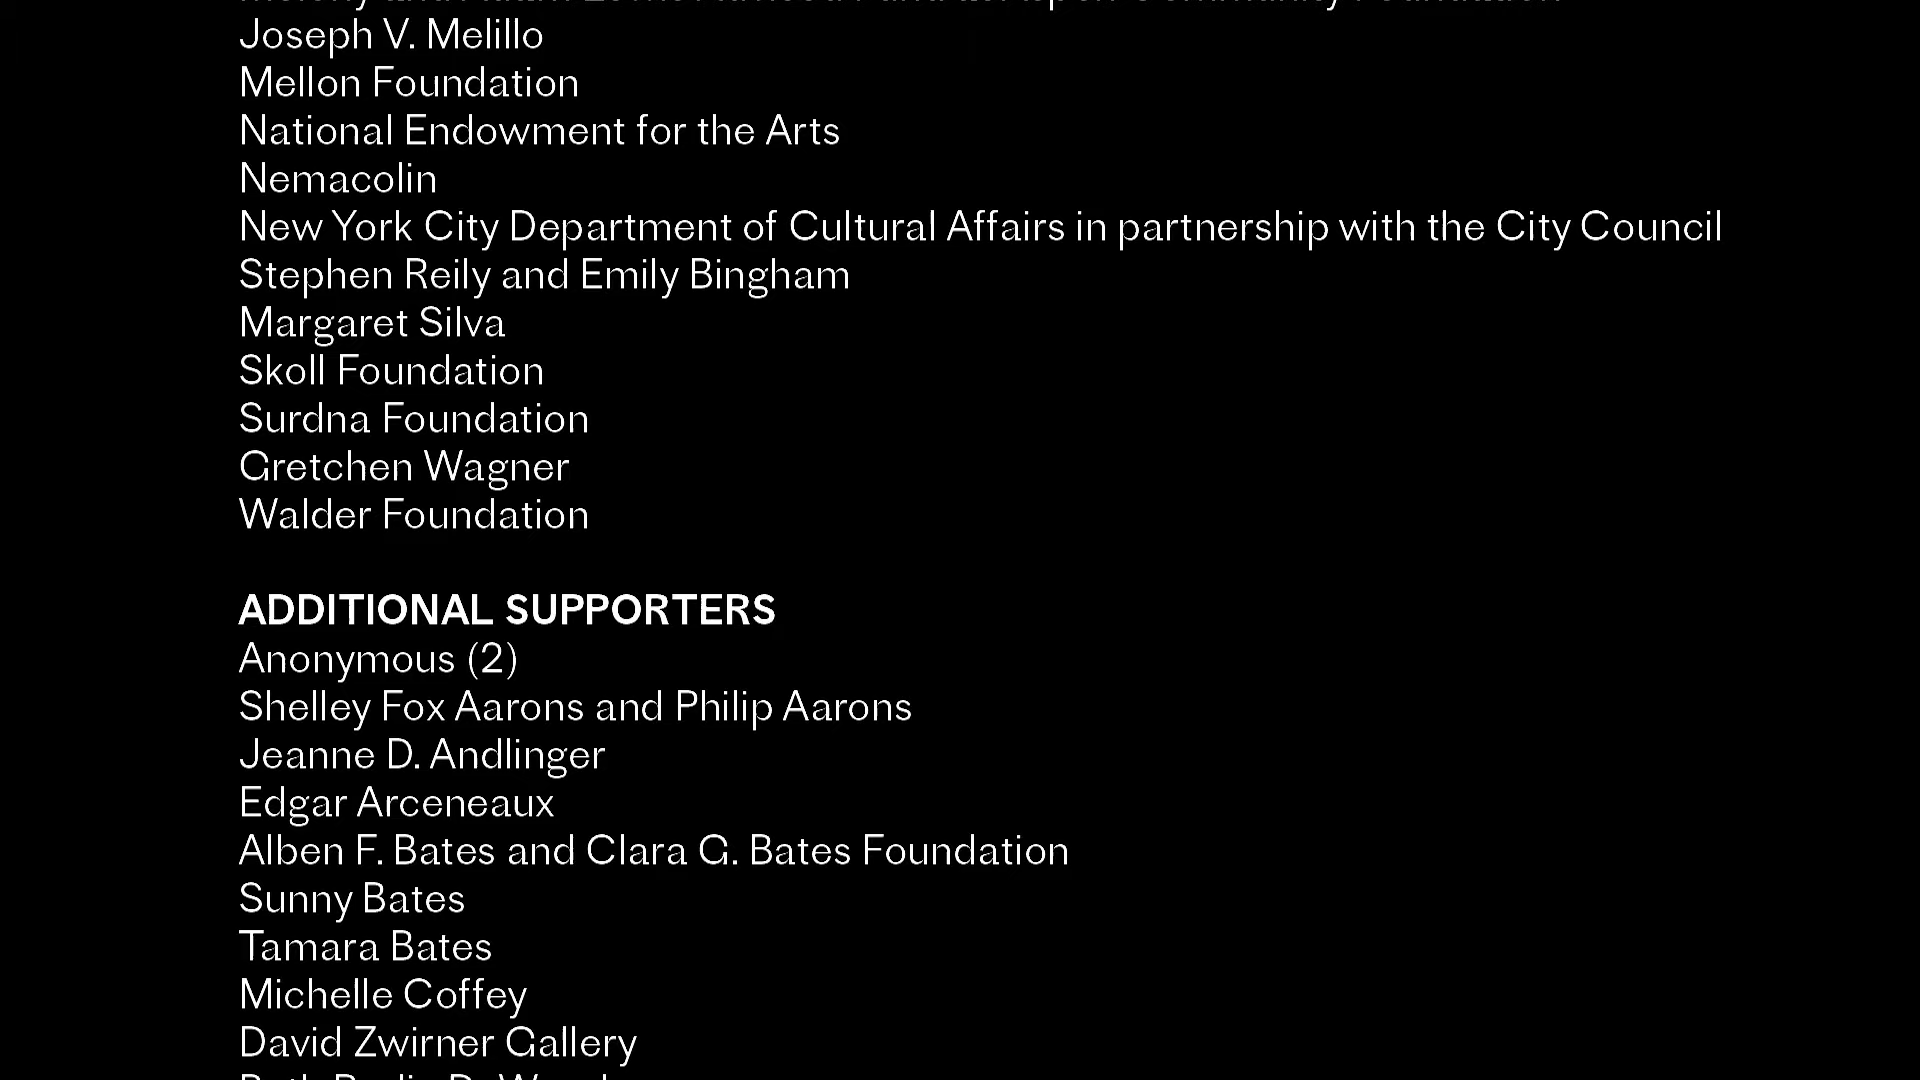 Joseph V. Melillo
Mellon Foundation
National Endowment for the Arts
Nemacolin
New York City Department of Cultural Affairs in partnership with the City Council
Stephen Reily and Emily Bingham
Margaret Silva
Skoll Foundation
Surdna Foundation
Gretchen Wagner
Walder Foundation
ADDITIONAL SUPPORTERS
Anonymous (2)
Shelley Fox Aarons and Philip Aarons
Jeanne D. Andlinger
Edgar Arceneaux
Alben F. Bates and Clara G. Bates Foundation
Sunny Bates
Tamara Bates
Michelle Coffey
David Zwirner Gallery